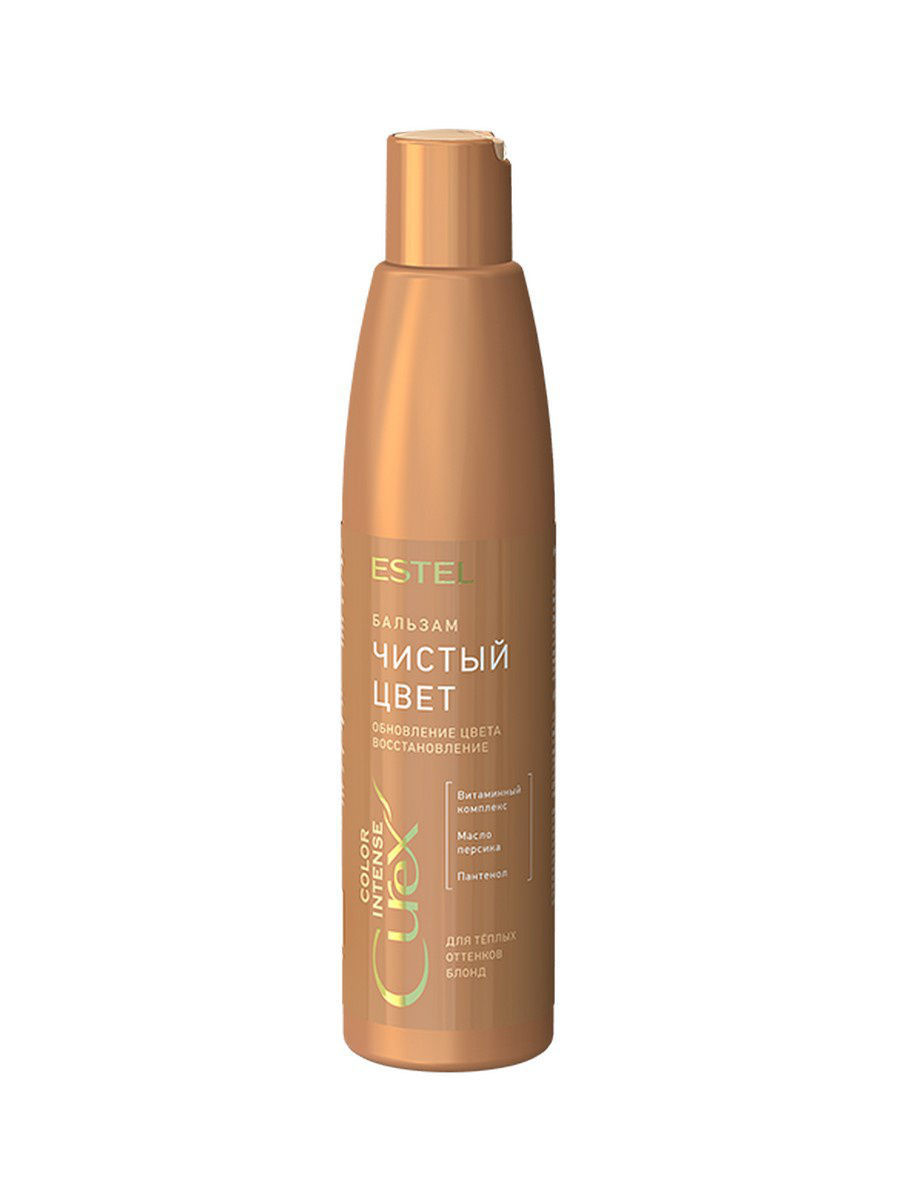 ESTEL
БАЛЬЗАМ
ЧИСТЫЙ
ЦВЕТ
ОБНОВЛЕНИЕ ЦВЕТА
ВОССТАНОВЛЕНИЕ
Витаминный
комплекс
Масло
персика
Пантенол
COLOR
INTENSE
Curex
ДЛЯ ТЁПЛЫХ
ОТТЕНКОВ
БЛОНД